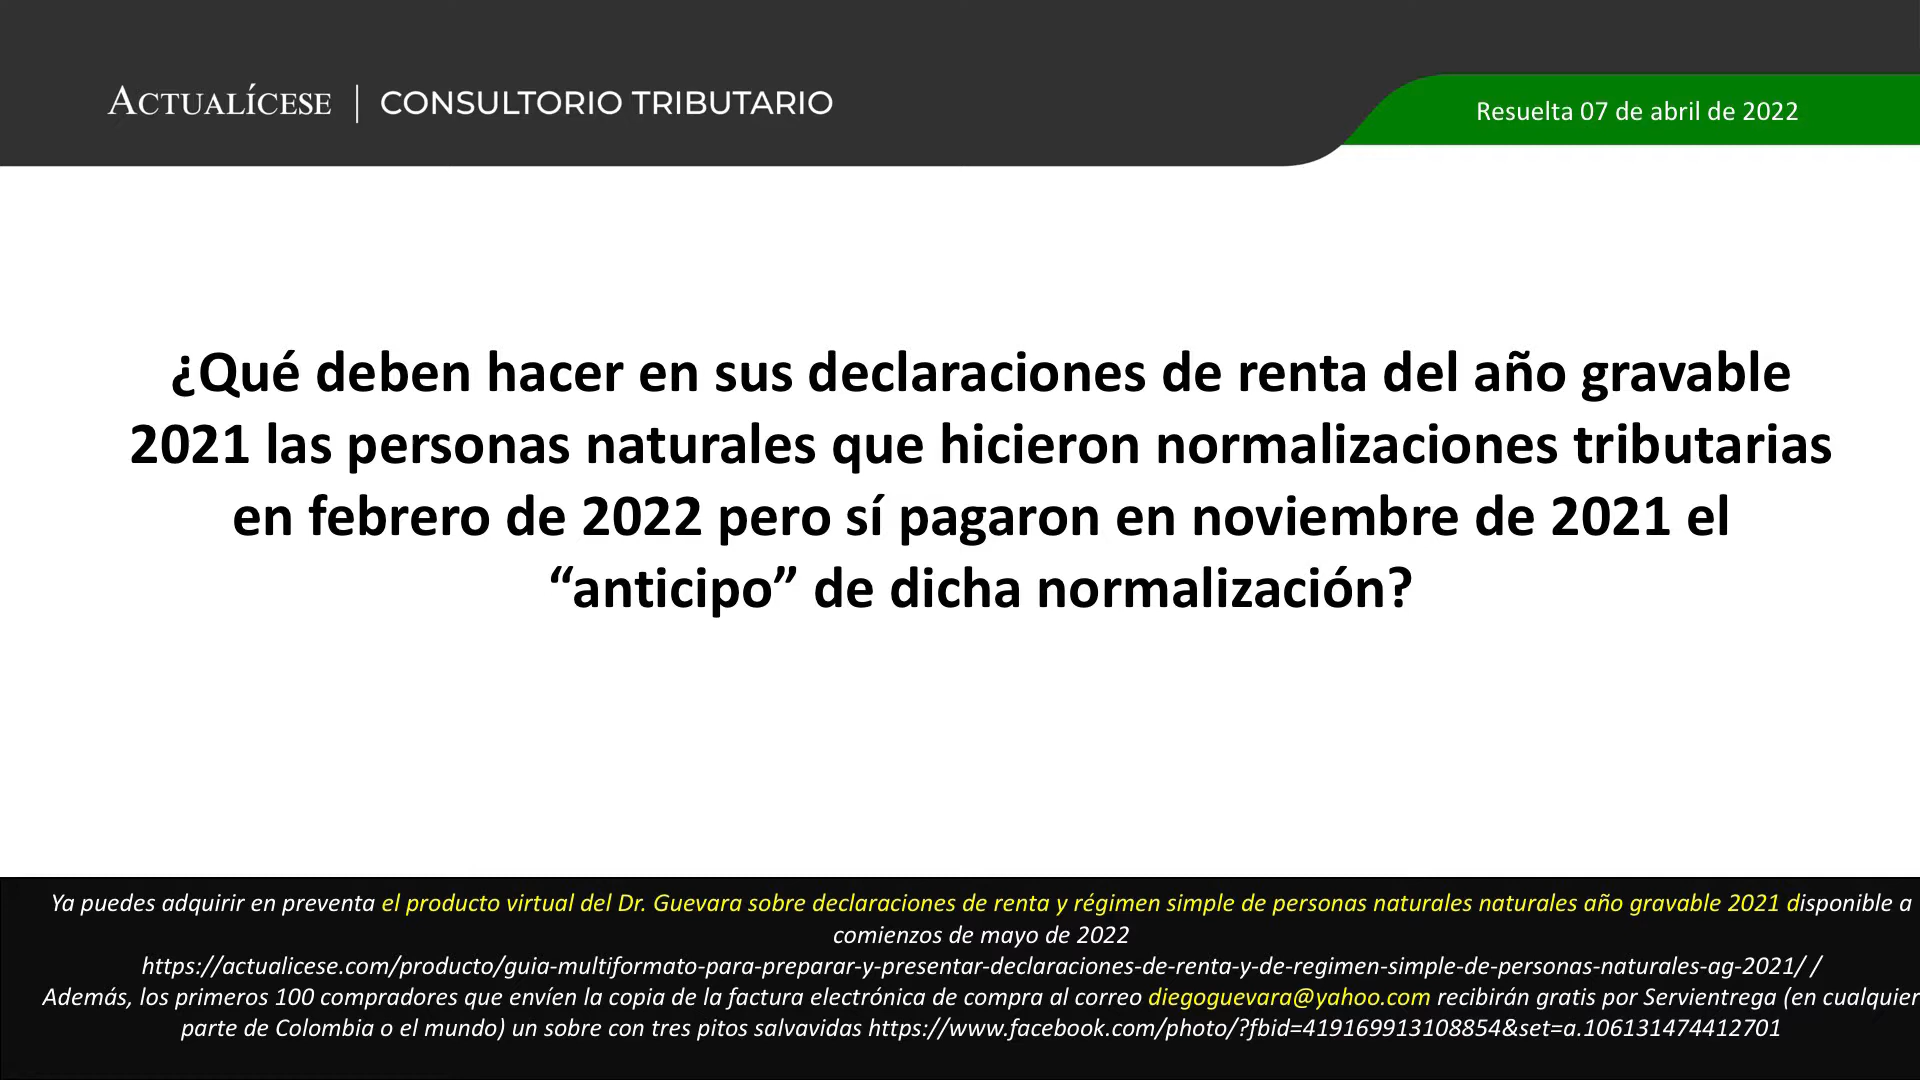 ACTUALÍCESE | CONSULTORIO TRIBUTARIO
Resuelta 07 de abril de 2022
¿Qué deben hacer en sus declaraciones de renta del año gravable
2021 las personas naturales que hicieron normalizaciones tributarias
en febrero de 2022 pero sí pagaron en noviembre de 2021 el
“anticipo” de dicha normalización?
Ya puedes adquirir en preventa el producto virtual del Dr. Guevara sobre declaraciones de renta y régimen simple de personas naturales naturales año gravable 2021 disponible a
comienzos de mayo de 2022
https://actualicese.com/producto/guia-multiformato-para-preparar-y-presentar-declaraciones-de-renta-y-de-regimen-simple-de-personas-naturales-ag-2021/ /
Además, los primeros 100 compradores que envíen la copia de la factura electrónica de compra al correo diegoguevara@yahoo.com recibirán gratis por Servientrega (en cualquier
parte de Colombia o el mundo) un sobre con tres pitos salvavidas https://www.facebook.com/photo/?fbid=419169913108854&set=a.106131474412701